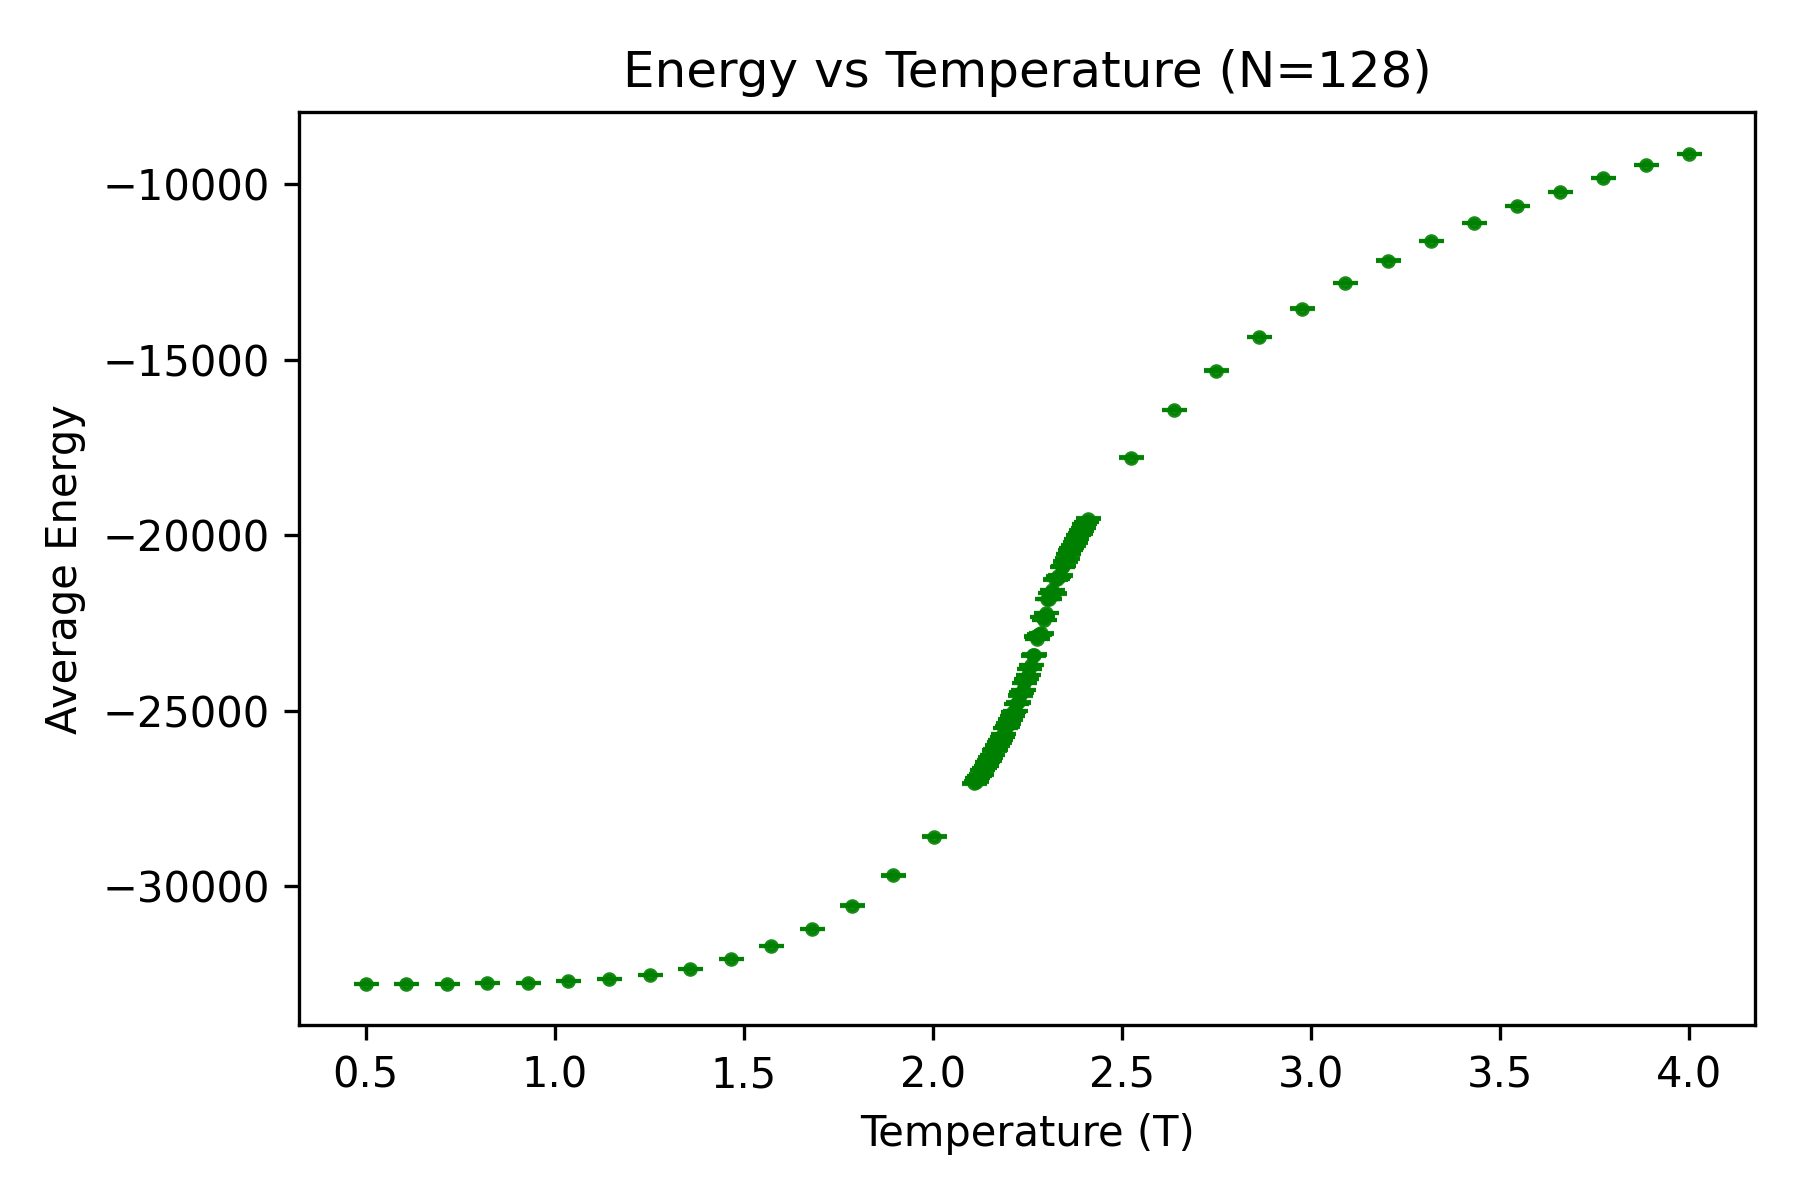 Energy vs Temperature (N=128)
Average Energy
−10000
−15000
−20000
−25000
−30000
0.5 1.0 1.5 2.0 2.5 3.0 3.5 4.0
Temperature (T)